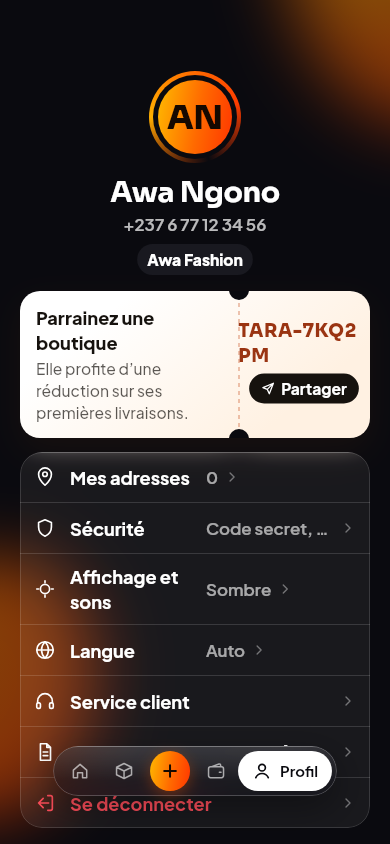 AN
Awa Ngono
+237 6 77 12 34 56
Awa Fashion
Parrainez une
boutique
Elle profite d’une
réduction sur ses
premières livraisons.
TARA-7KQ2
PM
Partager
Mes adresses 0
Sécurité Code secret, …
Affichage et
sons
Sombre
Langue Auto
Service client
Profil
Se déconnecter